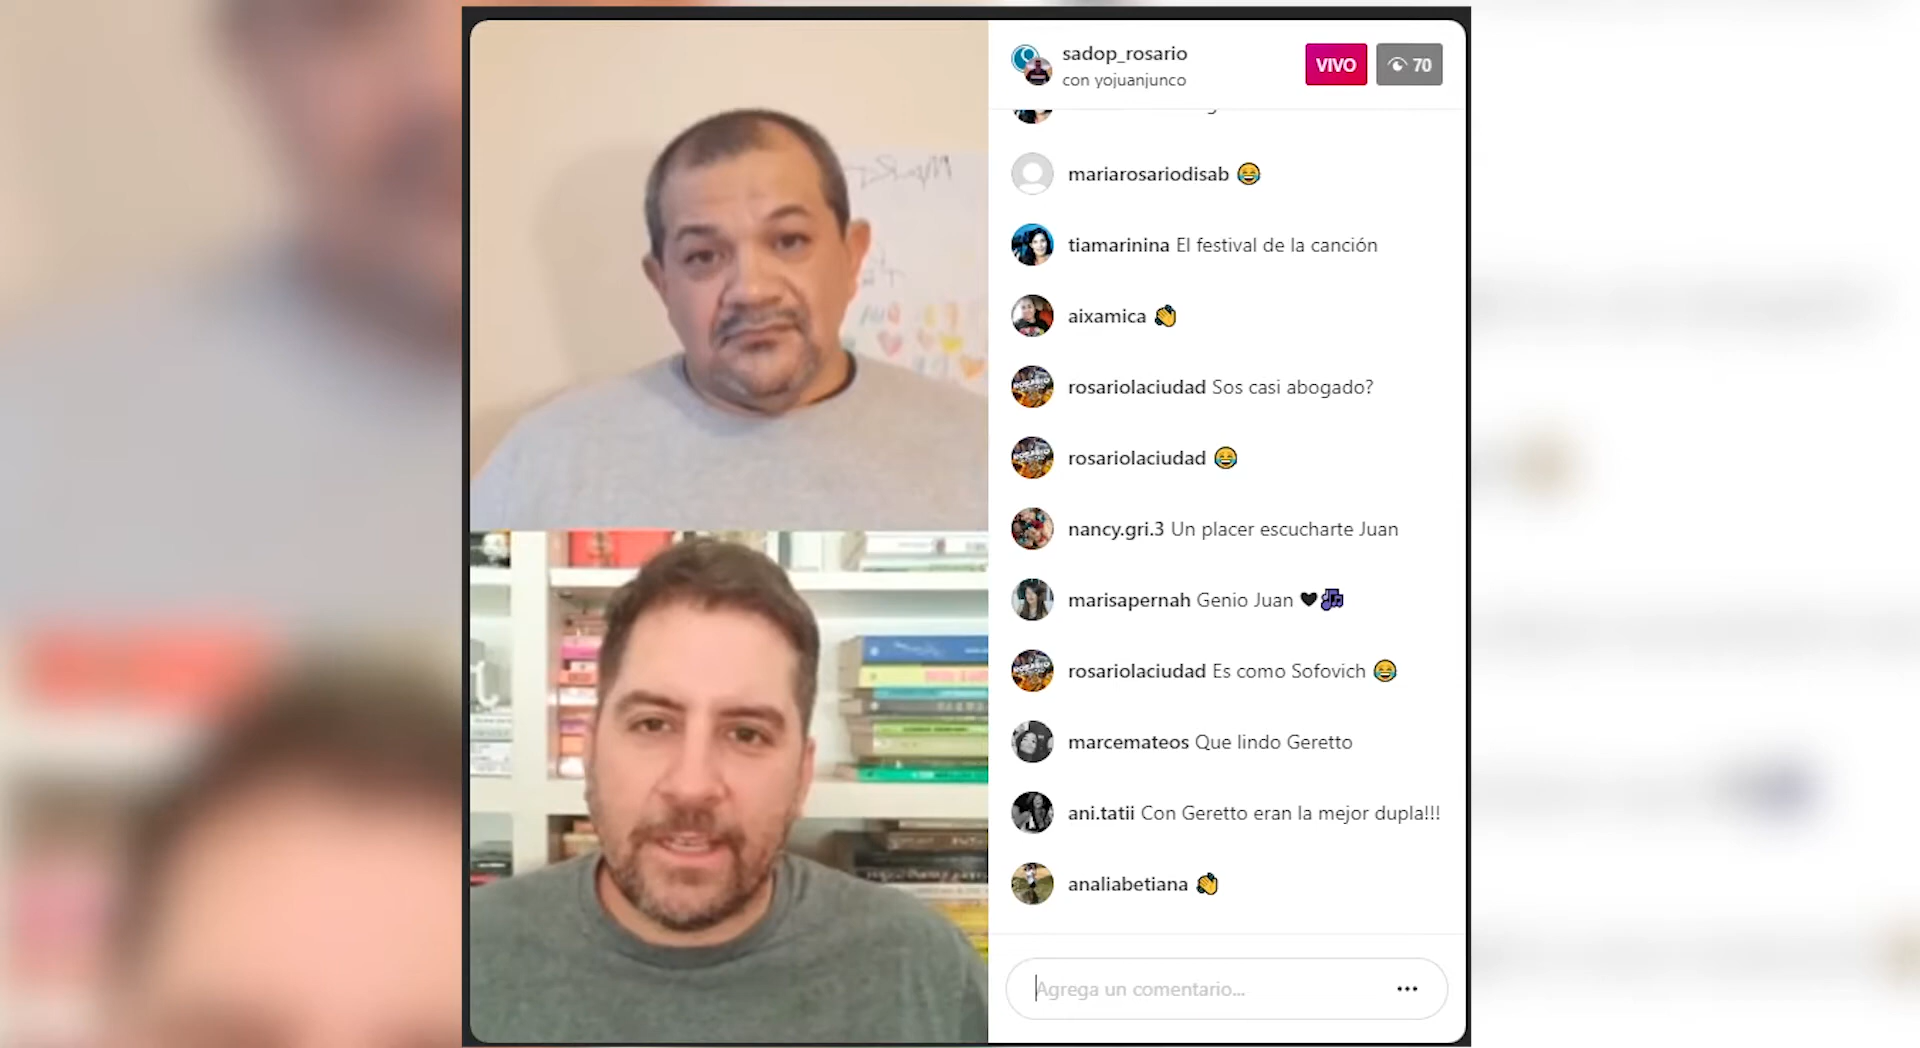 sadop_rosario
con yojuanjunco
VIVO
70
mariarosariodisab 😂
tiamarinina El festival de la canción
aixamica 👏
rosariolaciudad Sos casi abogado?
rosariolaciudad 😂
nancy.gri.3 Un placer escucharte Juan
marisapernah Genio Juan 🖤🎶
rosariolaciudad Es como Sofovich 😂
marcemateos Que lindo Geretto
ani.tatii Con Geretto eran la mejor dupla!!!
analiabetiana 👏
Agrega un comentario...